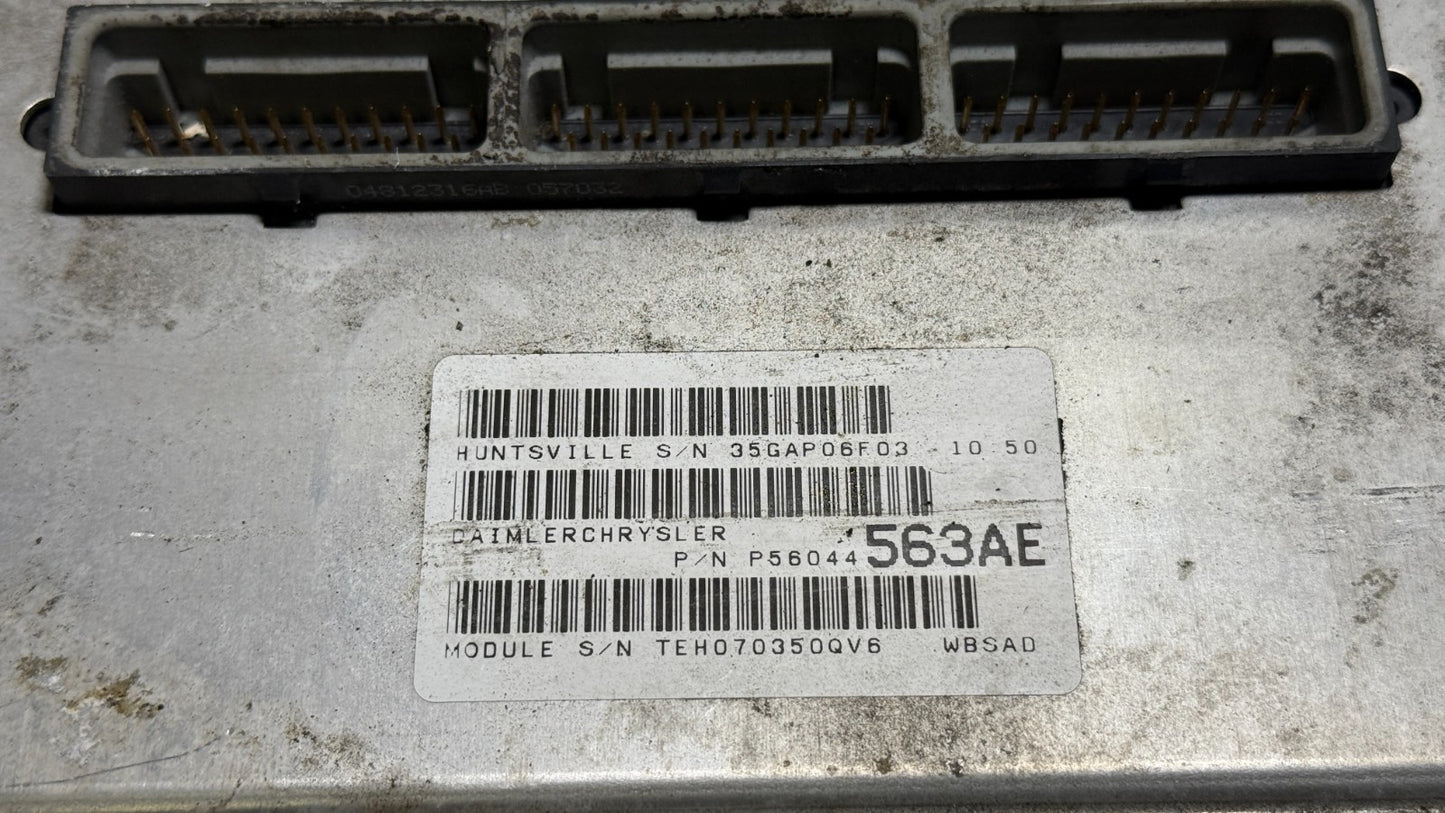 04812316AB 057032
HUNTSVILLE S/N 35GAP06F03 -10 50
DAIMLERCHRYSLER
P/N P56044563AE
MODULE S/N TEH070350QV6 WBSAD